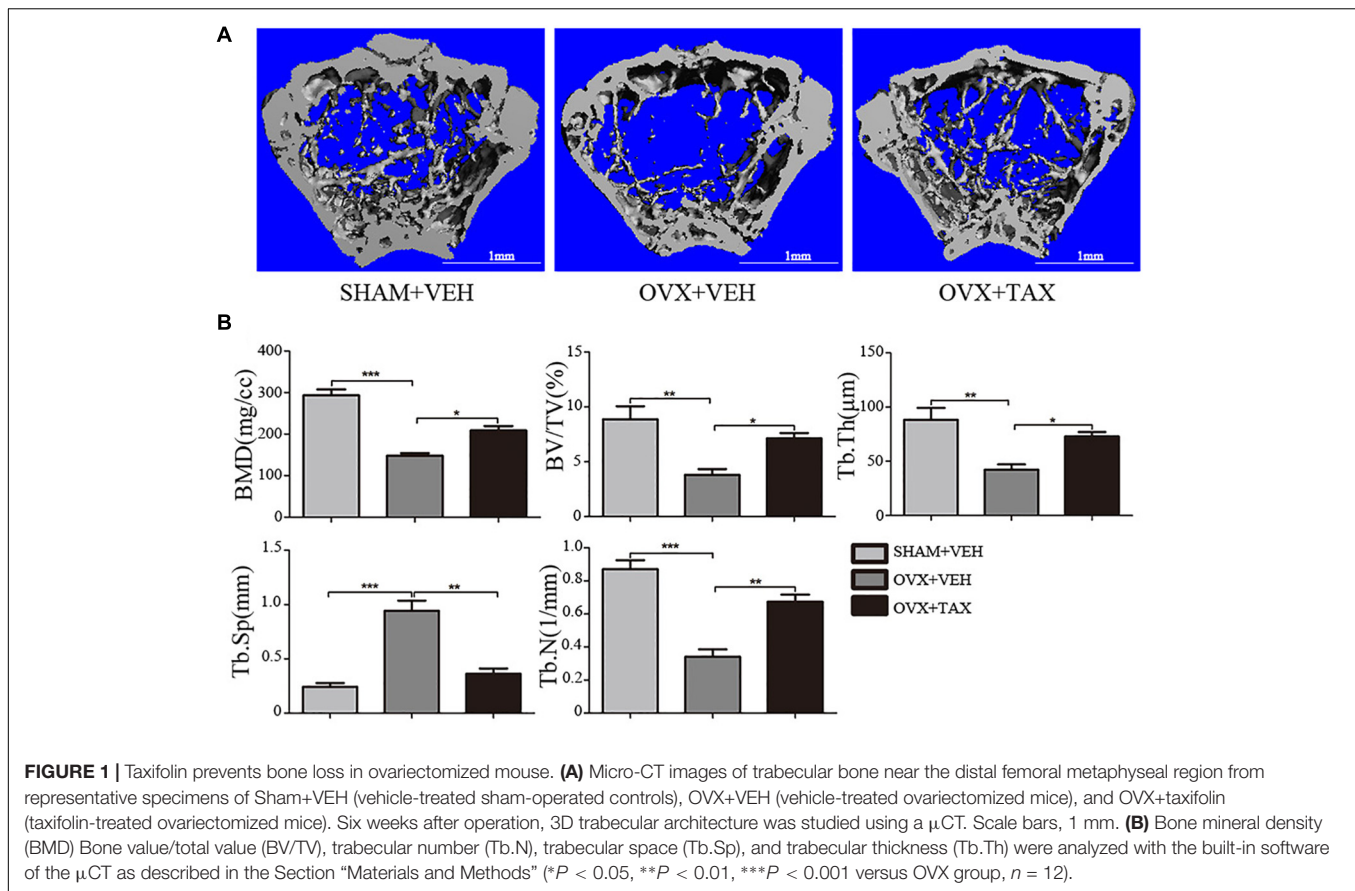 A
1mm
1mm
1mm
SHAM+VEH
OVX+VEH
OVX+TAX
B
400
300
200
100
0
BMD(mg/cc)
***
*
15
10
5
0
BV/TV(%)
**
*
150
100
50
0
Tb.Th(μm)
**
*
1.5
1.0
0.5
0
Tb.Sp(mm)
***
**
1.0
0.8
0.6
0.4
0.2
0
Tb.N(1/mm)
***
**
SHAM+VEH
OVX+VEH
OVX+TAX
FIGURE 1 | Taxifolin prevents bone loss in ovariectomized mouse. (A) Micro-CT images of trabecular bone near the distal femoral metaphyseal region from
representative specimens of Sham+VEH (vehicle-treated sham-operated controls), OVX+VEH (vehicle-treated ovariectomized mice), and OVX+taxifolin
(taxifolin-treated ovariectomized mice). Six weeks after operation, 3D trabecular architecture was studied using a μCT. Scale bars, 1 mm. (B) Bone mineral density
(BMD) Bone value/total value (BV/TV), trabecular number (Tb.N), trabecular space (Tb.Sp), and trabecular thickness (Tb.Th) were analyzed with the built-in software
of the μCT as described in the Section “Materials and Methods” (*P < 0.05, **P < 0.01, ***P < 0.001 versus OVX group, n = 12).